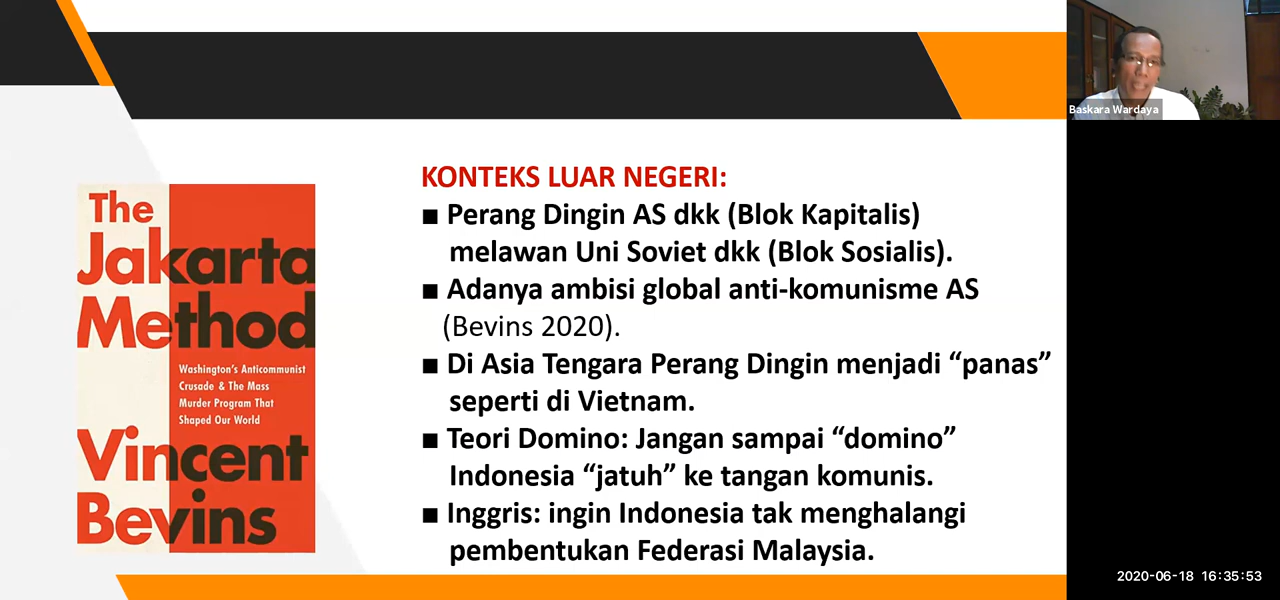 The
Jakarta
Method
Washington's Anticommunist
Crusade & The Mass
Murder Program That
Shaped Our World
Vincent
Bevins
KONTEKS LUAR NEGERI:
■ Perang Dingin AS dkk (Blok Kapitalis)
melawan Uni Soviet dkk (Blok Sosialis).
■ Adanya ambisi global anti-komunisme AS
(Bevins 2020).
■ Di Asia Tengara Perang Dingin menjadi “panas”
seperti di Vietnam.
■ Teori Domino: Jangan sampai “domino”
Indonesia “jatuh” ke tangan komunis.
■ Inggris: ingin Indonesia tak menghalangi
pembentukan Federasi Malaysia.
Baskara Wardaya
2020-06-18 16:35:53